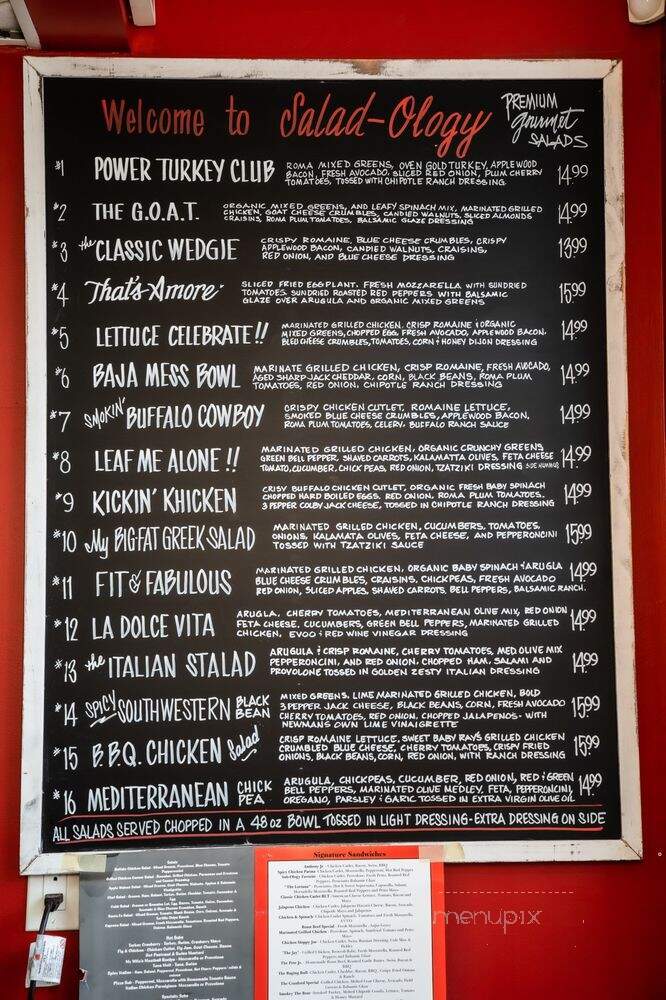 Welcome to Salad-Ology
PREMIUM
gourmet
SALADS
#1 POWER TURKEY CLUB
ROMA MIXED GREENS, OVEN GOLD TURKEY, APPLEWOOD
BACON, FRESH AVOCADO, SLICED RED ONION, PLUM CHERRY
TOMATOES, TOSSED WITH CHIPOTLE RANCH DRESSING.
14.99
#2 THE G.O.A.T.
ORGANIC MIXED GREENS, AND LEAFY SPINACH MIX, MARINATED GRILLED
CHICKEN, GOAT CHEESE CRUMBLES, CANDIED WALNUTS, SLICED ALMONDS
CRAISINS, ROMA PLUM TOMATOES, BALSAMIC GLAZE DRESSING
14.99
#3 the CLASSIC WEDGIE
CRISPY ROMAINE, BLUE CHEESE CRUMBLES, CRISPY
APPLEWOOD BACON, CANDIED WALNUTS, CRAISINS,
RED ONION, AND BLUE CHEESE DRESSING
13.99
#4 That's Amore
SLICED FRIED EGGPLANT, FRESH MOZZARELLA WITH SUNDRIED
TOMATOES, SUNDRIED ROASTED RED PEPPERS WITH BALSAMIC
GLAZE OVER ARUGULA AND ORGANIC MIXED GREENS
15.99
#5 LETTUCE CELEBRATE!!
MARINATED GRILLED CHICKEN, CRISP ROMAINE & ORGANIC
MIXED GREENS, CHOPPED EGG, FRESH AVOCADO, APPLEWOOD BACON,
BLEU CHEESE CRUMBLES, TOMATOES, CORN & HONEY DIJON DRESSING
14.99
#6 BAJA MESS BOWL
MARINATE GRILLED CHICKEN, CRISP ROMAINE, FRESH AVOCADO,
AGED SHARP JACK CHEDDAR, CORN, BLACK BEANS, ROMA PLUM
TOMATOES, RED ONION, CHIPOTLE RANCH DRESSING
14.99
#7 SMOKIN' BUFFALO COWBOY
CRISPY CHICKEN CUTLET, ROMAINE LETTUCE,
SMOKED BLUE CHEESE CRUMBLES, APPLEWOOD BACON,
ROMA PLUM TOMATOES, CELERY, BUFFALO RANCH SAUCE
14.99
#8 LEAF ME ALONE!!
MARINATED GRILLED CHICKEN, ORGANIC CRUNCHY GREENS
GREEN BELL PEPPER, SHAVED CARROTS, KALAMATTA OLIVES, FETA CHEESE
TOMATO, CUCUMBER, CHICK PEAS, RED ONION, TZATZIKI DRESSING SIDE HUMMUS
14.99
#9 KICKIN' KHICKEN
CRISY BUFFALO CHICKEN CUTLET, ORGANIC FRESH BABY SPINACH
CHOPPED HARD BOILED EGGS, RED ONION, ROMA PLUM TOMATOES,
3 PEPPER COLBY JACK CHEESE, TOSSED IN CHIPOTLE RANCH DRESSING
14.99
#10 My BIG FAT GREEK SALAD
MARINATED GRILLED CHICKEN, CUCUMBERS, TOMATOES,
ONIONS, KALAMATA OLIVES, FETA CHEESE, AND PEPPERONCINI
TOSSED WITH TZATZIKI SAUCE
15.99
#11 FIT & FABULOUS
MARINATED GRILLED CHICKEN, ORGANIC BABY SPINACH & ARUGLA
BLUE CHEESE CRUMBLES, CRAISINS, CHICKPEAS, FRESH AVOCADO
RED ONION, SLICED APPLES, SHAVED CARROTS, BELL PEPPERS, BALSAMIC RANCH.
14.99
#12 LA DOLCE VITA
ARUGLA, CHERRY TOMATOES, MEDITERRANEAN OLIVE MIX, RED ONION
FETA CHEESE, CUCUMBERS, GREEN BELL PEPPERS, MARINATED GRILLED
CHICKEN, EVOO & RED WINE VINEGAR DRESSING
14.99
#13 the ITALIAN STALAD
ARUGULA & CRISP ROMAINE, CHERRY TOMATOES, MED OLIVE MIX
PEPPERONCINI, AND RED ONION, CHOPPED HAM, SALAMI AND
PROVOLONE TOSSED IN GOLDEN ZESTY ITALIAN DRESSING
14.99
#14 SPICY SOUTHWESTERN BLACK BEAN
MIXED GREENS, LIME MARINATED GRILLED CHICKEN, BOLD
3 PEPPER JACK CHEESE, BLACK BEANS, CORN, FRESH AVOCADO
CHERRY TOMATOES, RED ONION, CHOPPED JALAPENOS - WITH
NEWMANS OWN LIME VINAIGRETTE
15.99
#15 B.B.Q. CHICKEN Salad
CRISP ROMAINE LETTUCE, SWEET BABY RAY'S GRILLED CHICKEN
CRUMBLED BLUE CHEESE, CHERRY TOMATOES, CRISPY FRIED
ONIONS, BLACK BEANS, CORN, RED ONION, WITH RANCH DRESSING
15.99
#16 MEDITERRANEAN CHICK PEA
ARUGULA, CHICKPEAS, CUCUMBER, RED ONION, RED & GREEN
BELL PEPPERS, MARINATED OLIVE MEDLEY, FETA, PEPPERONCINI,
OREGANO, PARSLEY & GARLIC TOSSED IN EXTRA VIRGIN OLIVE OIL
14.99
ALL SALADS SERVED CHOPPED IN A 48 oz BOWL TOSSED IN LIGHT DRESSING - EXTRA DRESSING ON SIDE
Salads
Signature Sandwiches
menupix